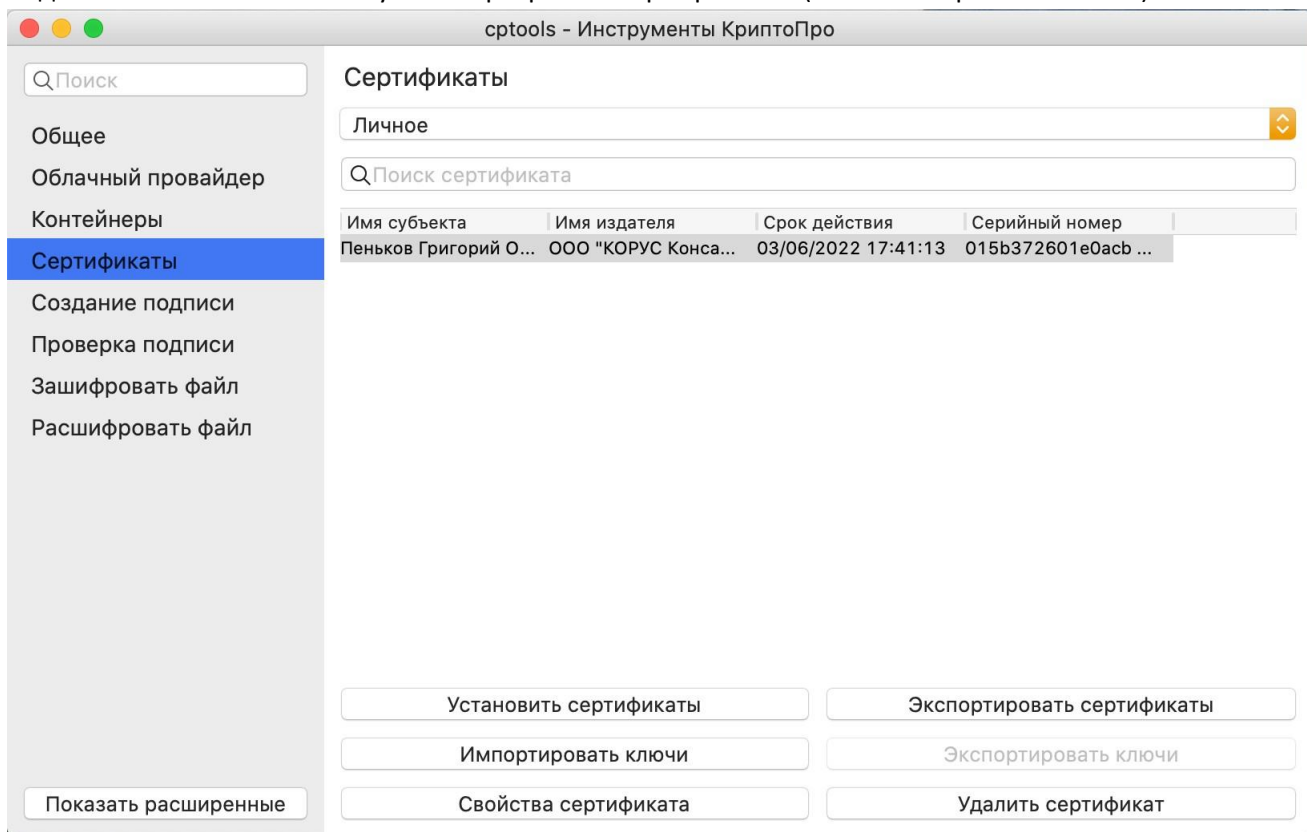 cptools - Инструменты КриптоПро
Поиск
Общее
Облачный провайдер
Контейнеры
Сертификаты
Создание подписи
Проверка подписи
Зашифровать файл
Расшифровать файл
Показать расширенные
Сертификаты
Личное
Поиск сертификата
Имя субъекта Имя издателя Срок действия Серийный номер
Пеньков Григорий О... ООО "КОРУС Конса... 03/06/2022 17:41:13 015b372601e0acb ...
Установить сертификаты Экспортировать сертификаты
Импортировать ключи Экспортировать ключи
Свойства сертификата Удалить сертификат